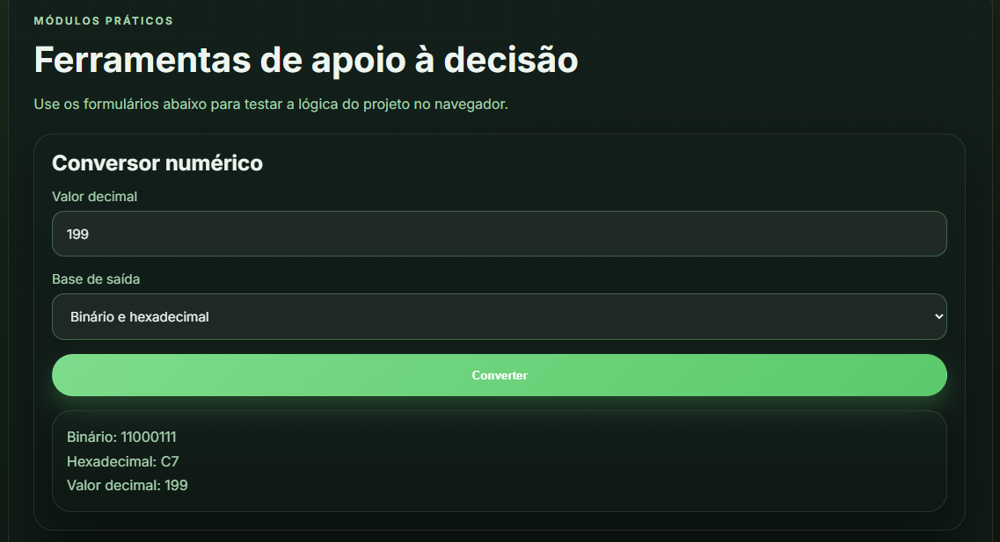 MÓDULOS PRÁTICOS
Ferramentas de apoio à decisão
Use os formulários abaixo para testar a lógica do projeto no navegador.
Conversor numérico
Valor decimal
199
Base de saída
Binário e hexadecimal
Converter
Binário: 11000111
Hexadecimal: C7
Valor decimal: 199